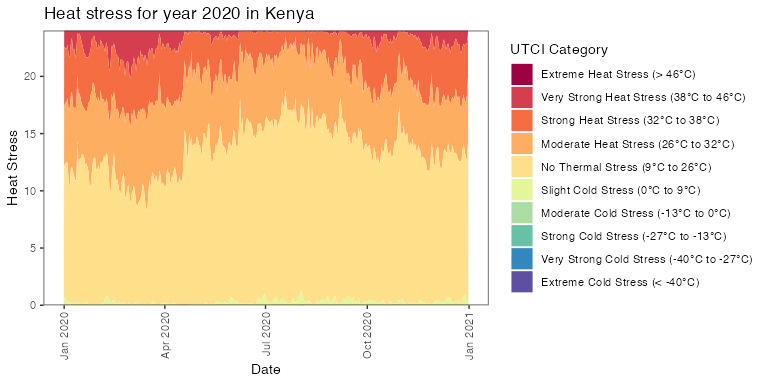 Heat stress for year 2020 in Kenya
Heat Stress
20
15
10
5
0
Jan 2020
Apr 2020
Jul 2020
Oct 2020
Jan 2021
Date
UTCI Category
Extreme Heat Stress (> 46°C)
Very Strong Heat Stress (38°C to 46°C)
Strong Heat Stress (32°C to 38°C)
Moderate Heat Stress (26°C to 32°C)
No Thermal Stress (9°C to 26°C)
Slight Cold Stress (0°C to 9°C)
Moderate Cold Stress (-13°C to 0°C)
Strong Cold Stress (-27°C to -13°C)
Very Strong Cold Stress (-40°C to -27°C)
Extreme Cold Stress (< -40°C)